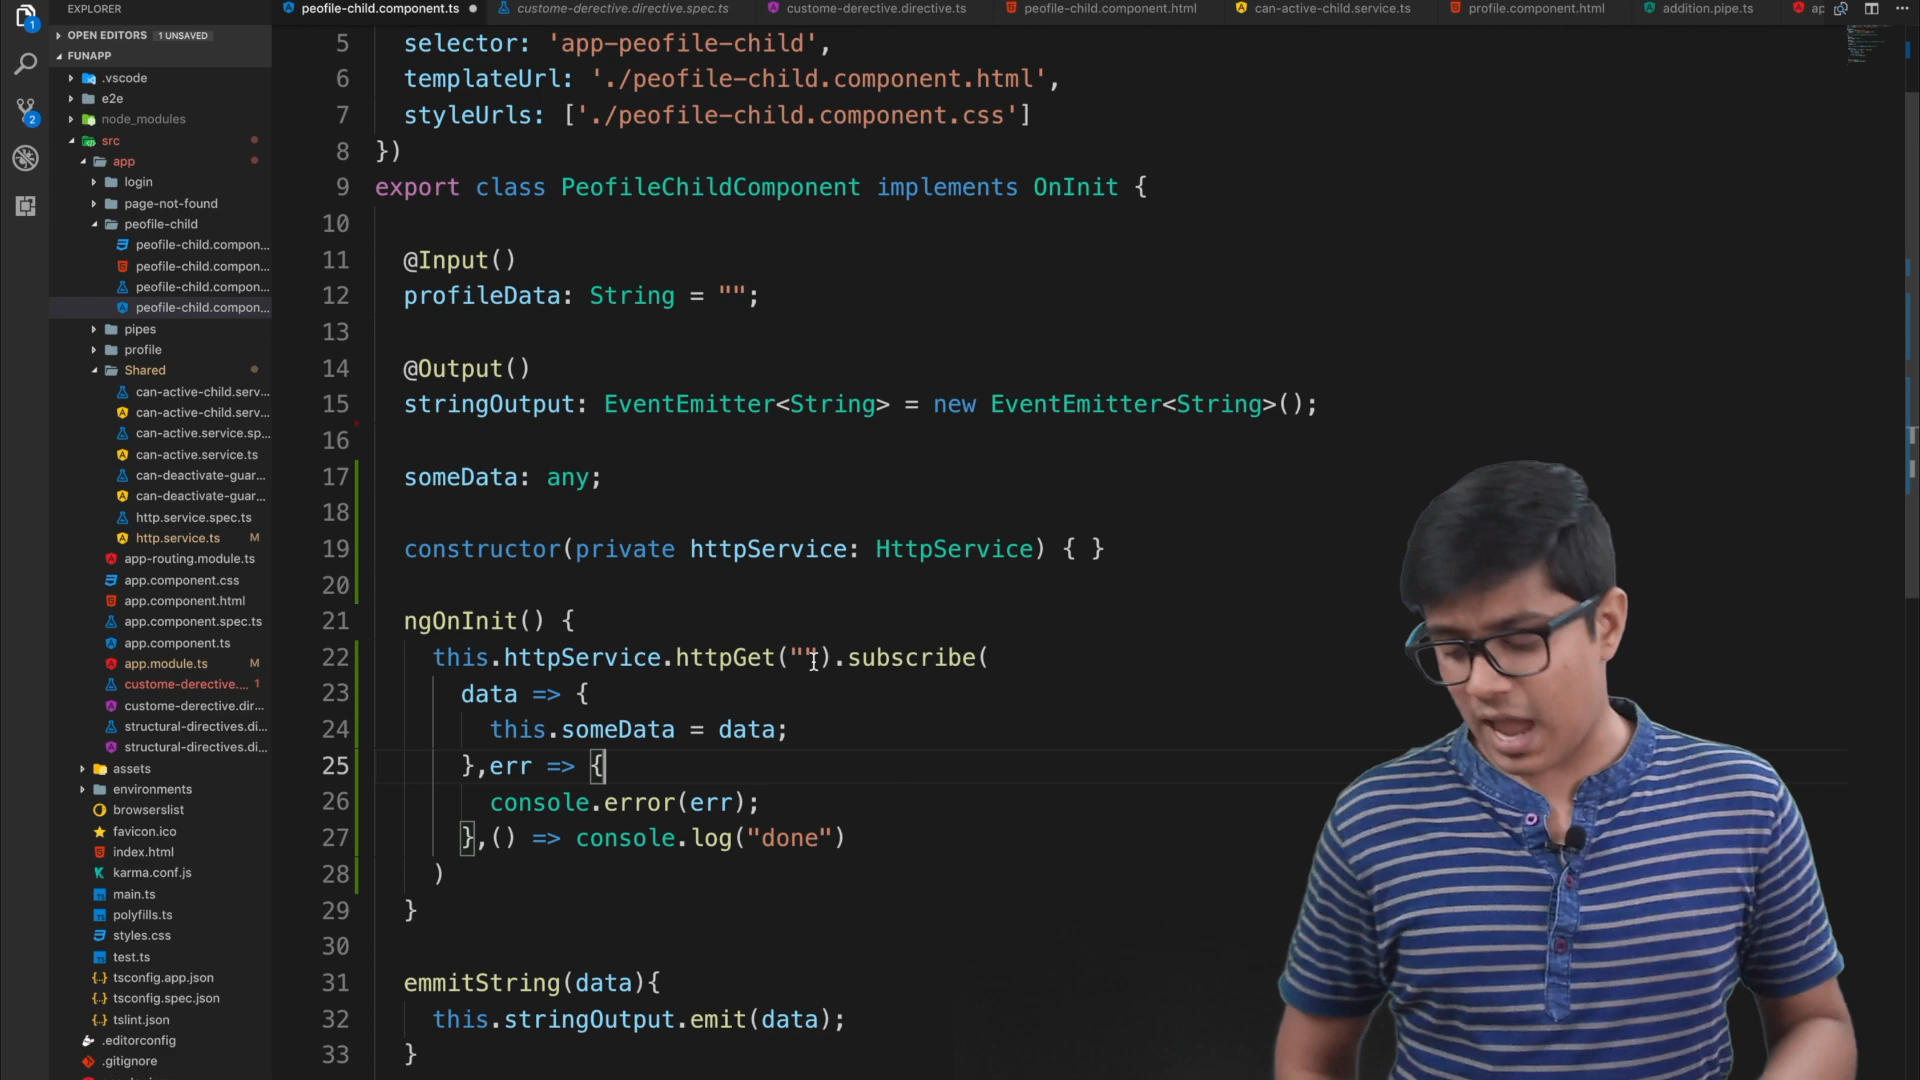 EXPLORER
OPEN EDITORS 1 UNSAVED
FUNAPP
.vscode
e2e
node_modules
src
app
login
page-not-found
peofile-child
peofile-child.compon...
peofile-child.compon...
peofile-child.compon...
peofile-child.compon...
pipes
profile
Shared
can-active-child.serv...
can-active-child.serv...
can-active.service.sp...
can-active.service.ts
can-deactivate-guar...
can-deactivate-guar...
http.service.spec.ts
http.service.ts M
app-routing.module.ts
app.component.css
app.component.html
app.component.spec.ts
app.component.ts
app.module.ts M
custome-derective.... 1
custome-derective.dir...
structural-directives.di...
structural-directives.di...
assets
environments
browserslist
favicon.ico
index.html
karma.conf.js
main.ts
polyfills.ts
styles.css
test.ts
tsconfig.app.json
tsconfig.spec.json
tslint.json
.editorconfig
.gitignore
1
2
peofile-child.component.ts
custome-derective.directive.spec.ts
custome-derective.directive.ts
peofile-child.component.html
can-active-child.service.ts
profile.component.html
addition.pipe.ts
ap
5 selector: 'app-peofile-child',
6 templateUrl: './peofile-child.component.html',
7 styleUrls: ['./peofile-child.component.css']
8 })
9 export class PeofileChildComponent implements OnInit {
10
11 @Input()
12 profileData: String = "";
13
14 @Output()
15 stringOutput: EventEmitter<String> = new EventEmitter<String>();
16
17 someData: any;
18
19 constructor(private httpService: HttpService) { }
20
21 ngOnInit() {
22 this.httpService.httpGet("").subscribe(
23 data => {
24 this.someData = data;
25 },err => {
26 console.error(err);
27 },() => console.log("done")
28 )
29 }
30
31 emmitString(data){
32 this.stringOutput.emit(data);
33 }